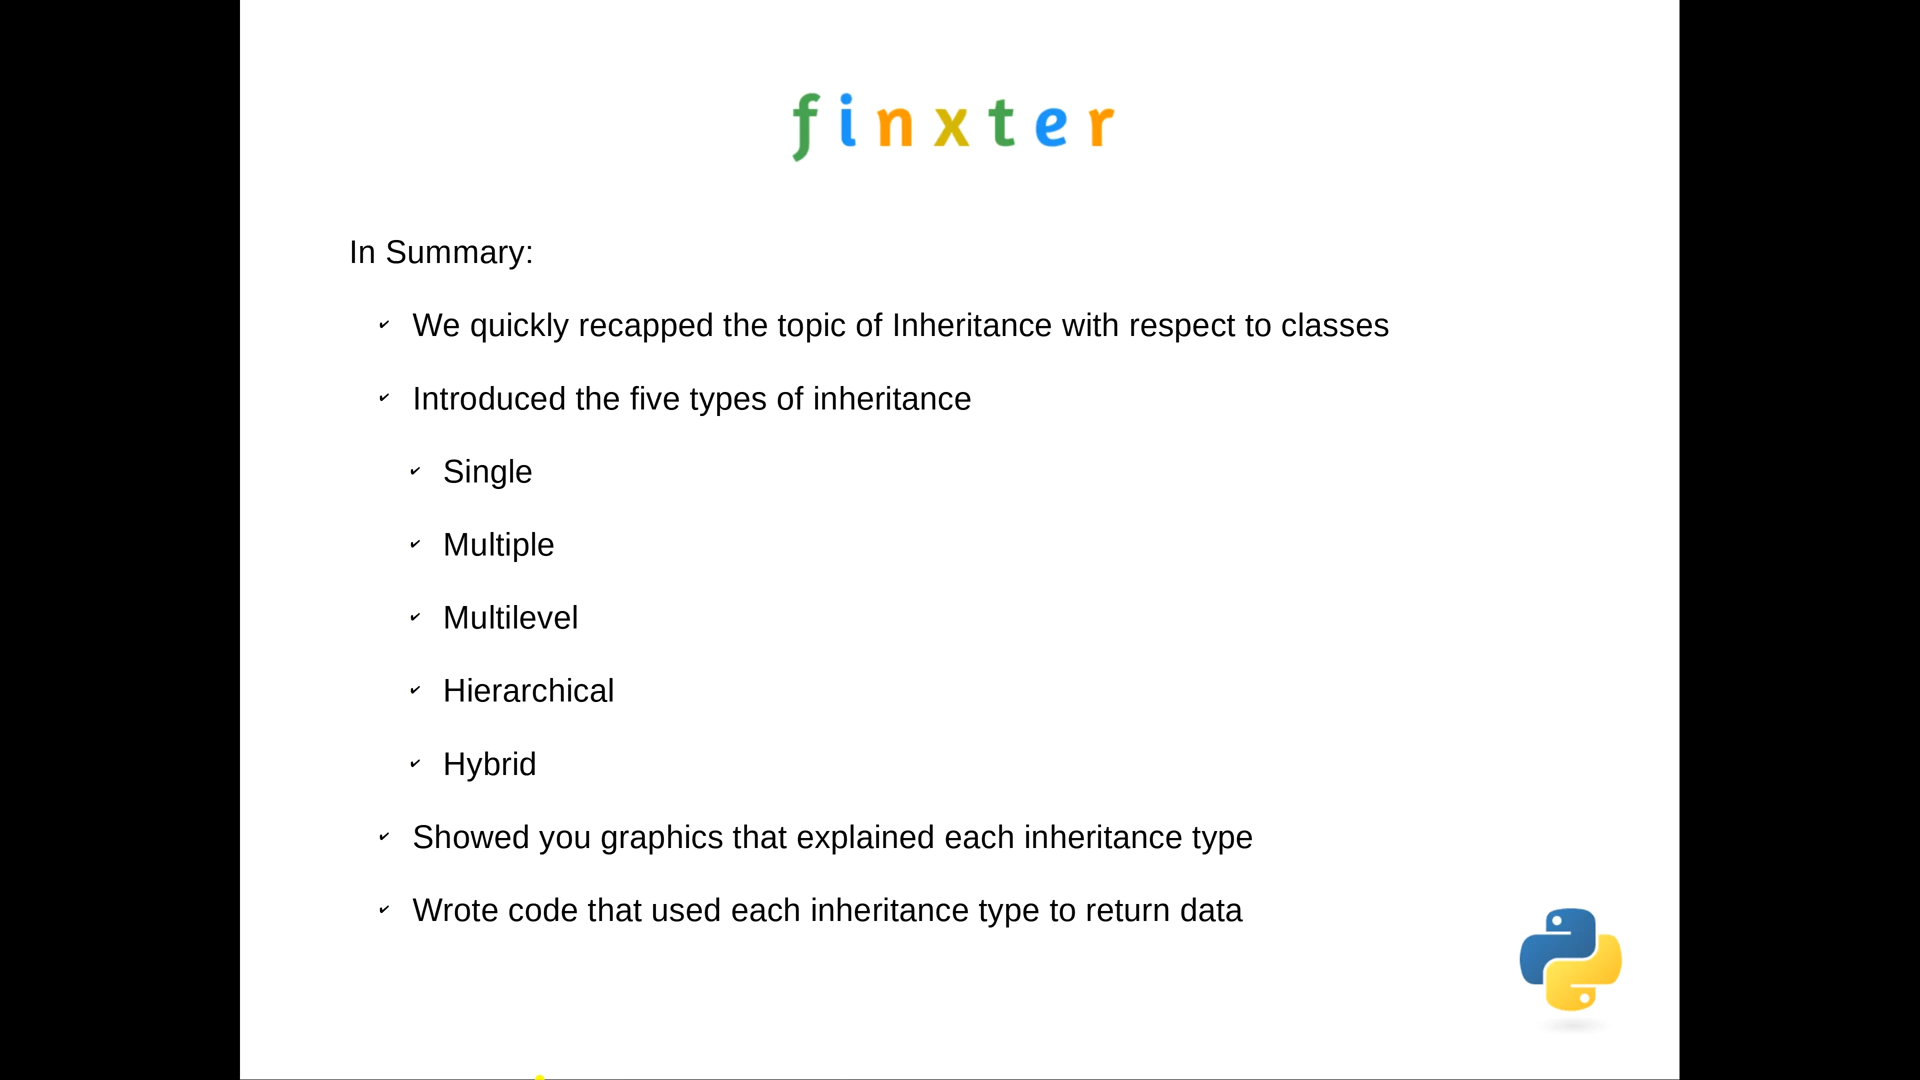 finxter
In Summary:
✔ We quickly recapped the topic of Inheritance with respect to classes
✔ Introduced the five types of inheritance
✔ Single
✔ Multiple
✔ Multilevel
✔ Hierarchical
✔ Hybrid
✔ Showed you graphics that explained each inheritance type
✔ Wrote code that used each inheritance type to return data